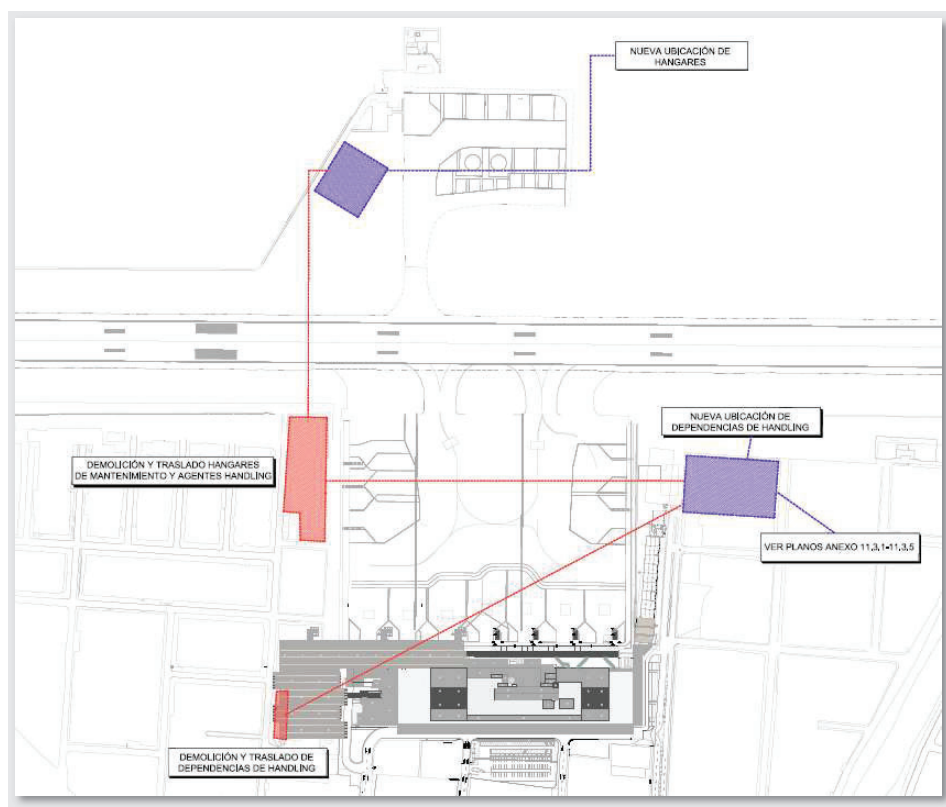 NUEVA UBICACIÓN DE
HANGARES
NUEVA UBICACIÓN DE
DEPENDENCIAS DE HANDLING
DEMOLICIÓN Y TRASLADO HANGARES
DE MANTENIMIENTO Y AGENTES HANDLING
VER PLANOS ANEXO 11,3,1-11,3,5
DEMOLICIÓN Y TRASLADO DE
DEPENDENCIAS DE HANDLING